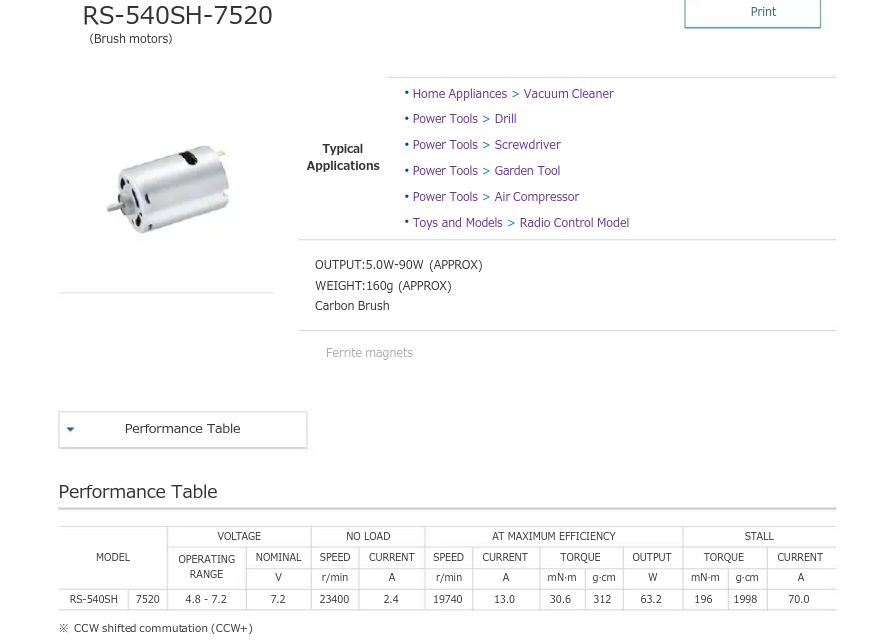 RS-540SH-7520
(Brush motors)
Print
Typical
Applications
• Home Appliances > Vacuum Cleaner
• Power Tools > Drill
• Power Tools > Screwdriver
• Power Tools > Garden Tool
• Power Tools > Air Compressor
• Toys and Models > Radio Control Model
OUTPUT:5.0W-90W (APPROX)
WEIGHT:160g (APPROX)
Carbon Brush
Ferrite magnets
Performance Table
Performance Table
MODEL VOLTAGE NO LOAD AT MAXIMUM EFFICIENCY STALL
OPERATING RANGE NOMINAL SPEED CURRENT SPEED CURRENT TORQUE OUTPUT TORQUE CURRENT
V r/min A r/min A mN·m g·cm W mN·m g·cm A
RS-540SH 7520 4.8 - 7.2 7.2 23400 2.4 19740 13.0 30.6 312 63.2 196 1998 70.0
※ CCW shifted commutation (CCW+)